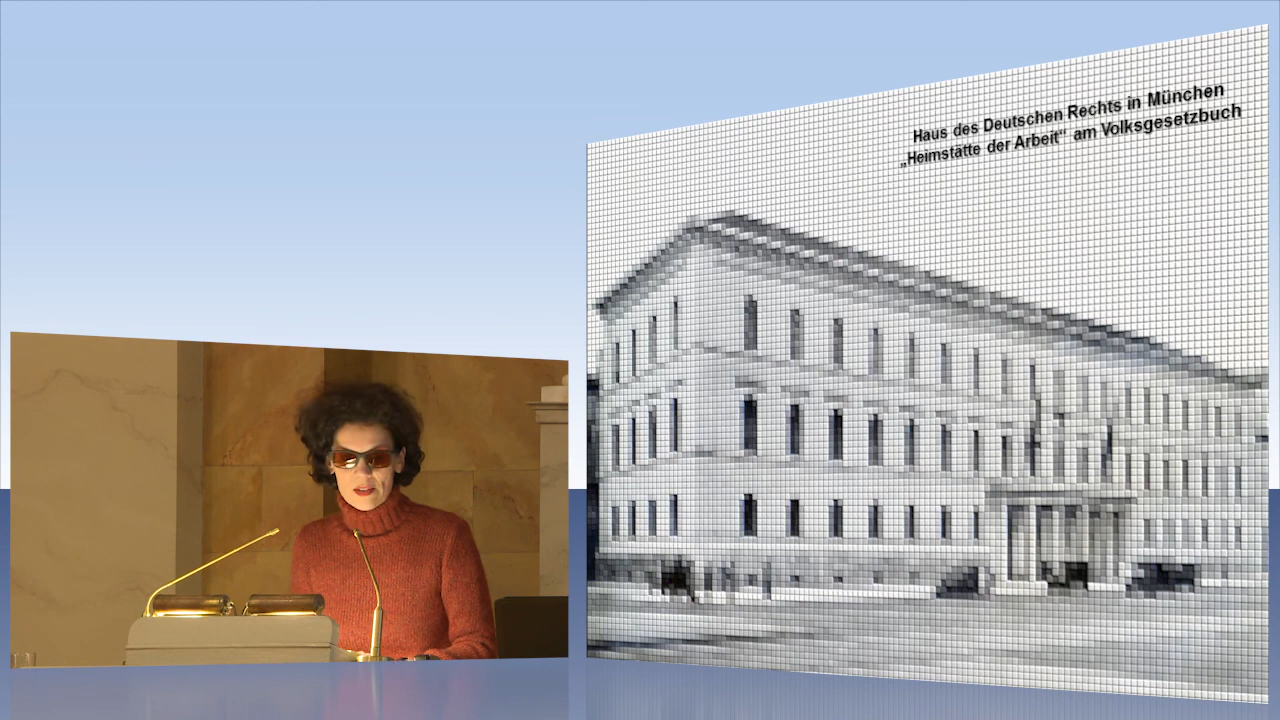 Haus des Deutschen Rechts in München
„Heimstätte der Arbeit“ am Volksgesetzbuch